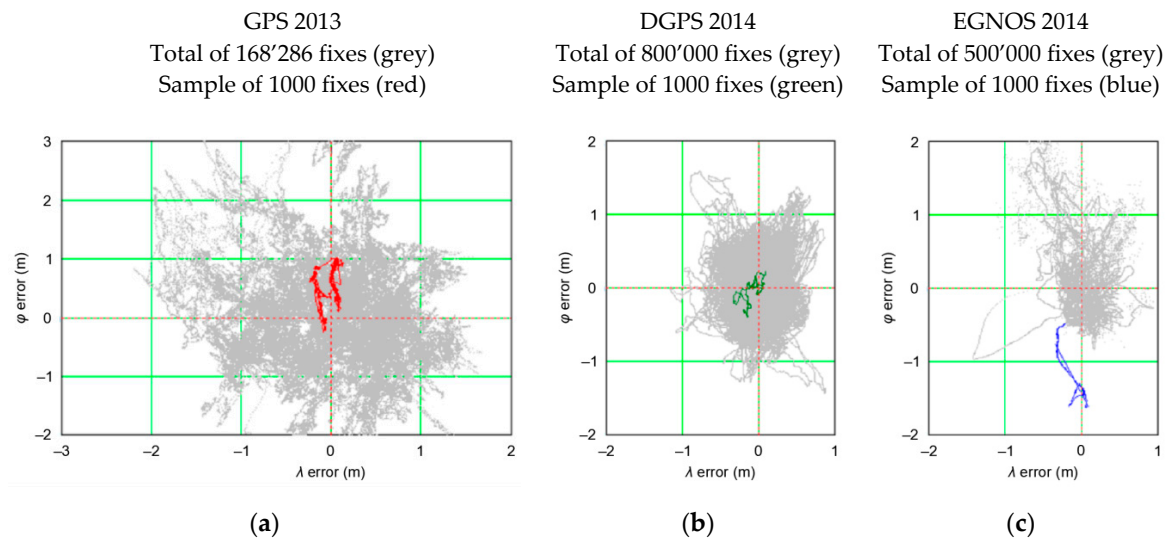 GPS 2013
Total of 168’286 fixes (grey)
Sample of 1000 fixes (red)
DGPS 2014
Total of 800’000 fixes (grey)
Sample of 1000 fixes (green)
EGNOS 2014
Total of 500’000 fixes (grey)
Sample of 1000 fixes (blue)
φ error (m)
3
2
1
0
−1
−2
−3 −2 −1 0 1 2
λ error (m)
φ error (m)
2
1
0
−1
−2
−2 −1 0 1
λ error (m)
φ error (m)
2
1
0
−1
−2
−2 −1 0 1
λ error (m)
(a) (b) (c)